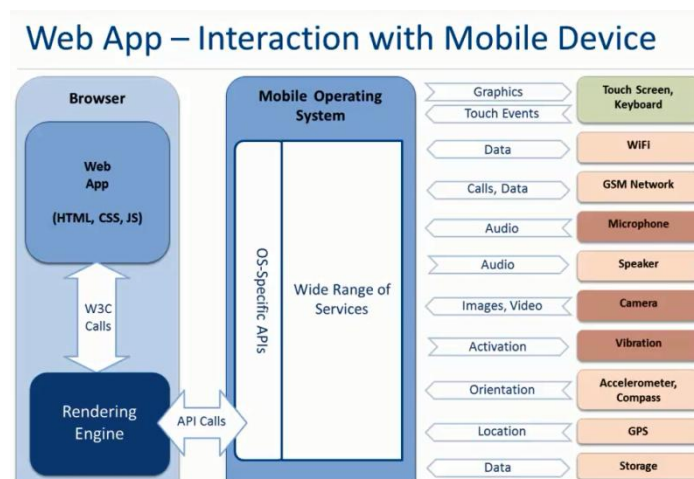 Web App – Interaction with Mobile Device
Browser
Web
App
(HTML, CSS, JS)
W3C
Calls
Rendering
Engine
API Calls
Mobile Operating
System
OS-Specific APIs
Wide Range of
Services
Graphics
Touch Events
Touch Screen,
Keyboard
Data
WiFi
Calls, Data
GSM Network
Audio
Microphone
Audio
Speaker
Images, Video
Camera
Activation
Vibration
Orientation
Accelerometer,
Compass
Location
GPS
Data
Storage